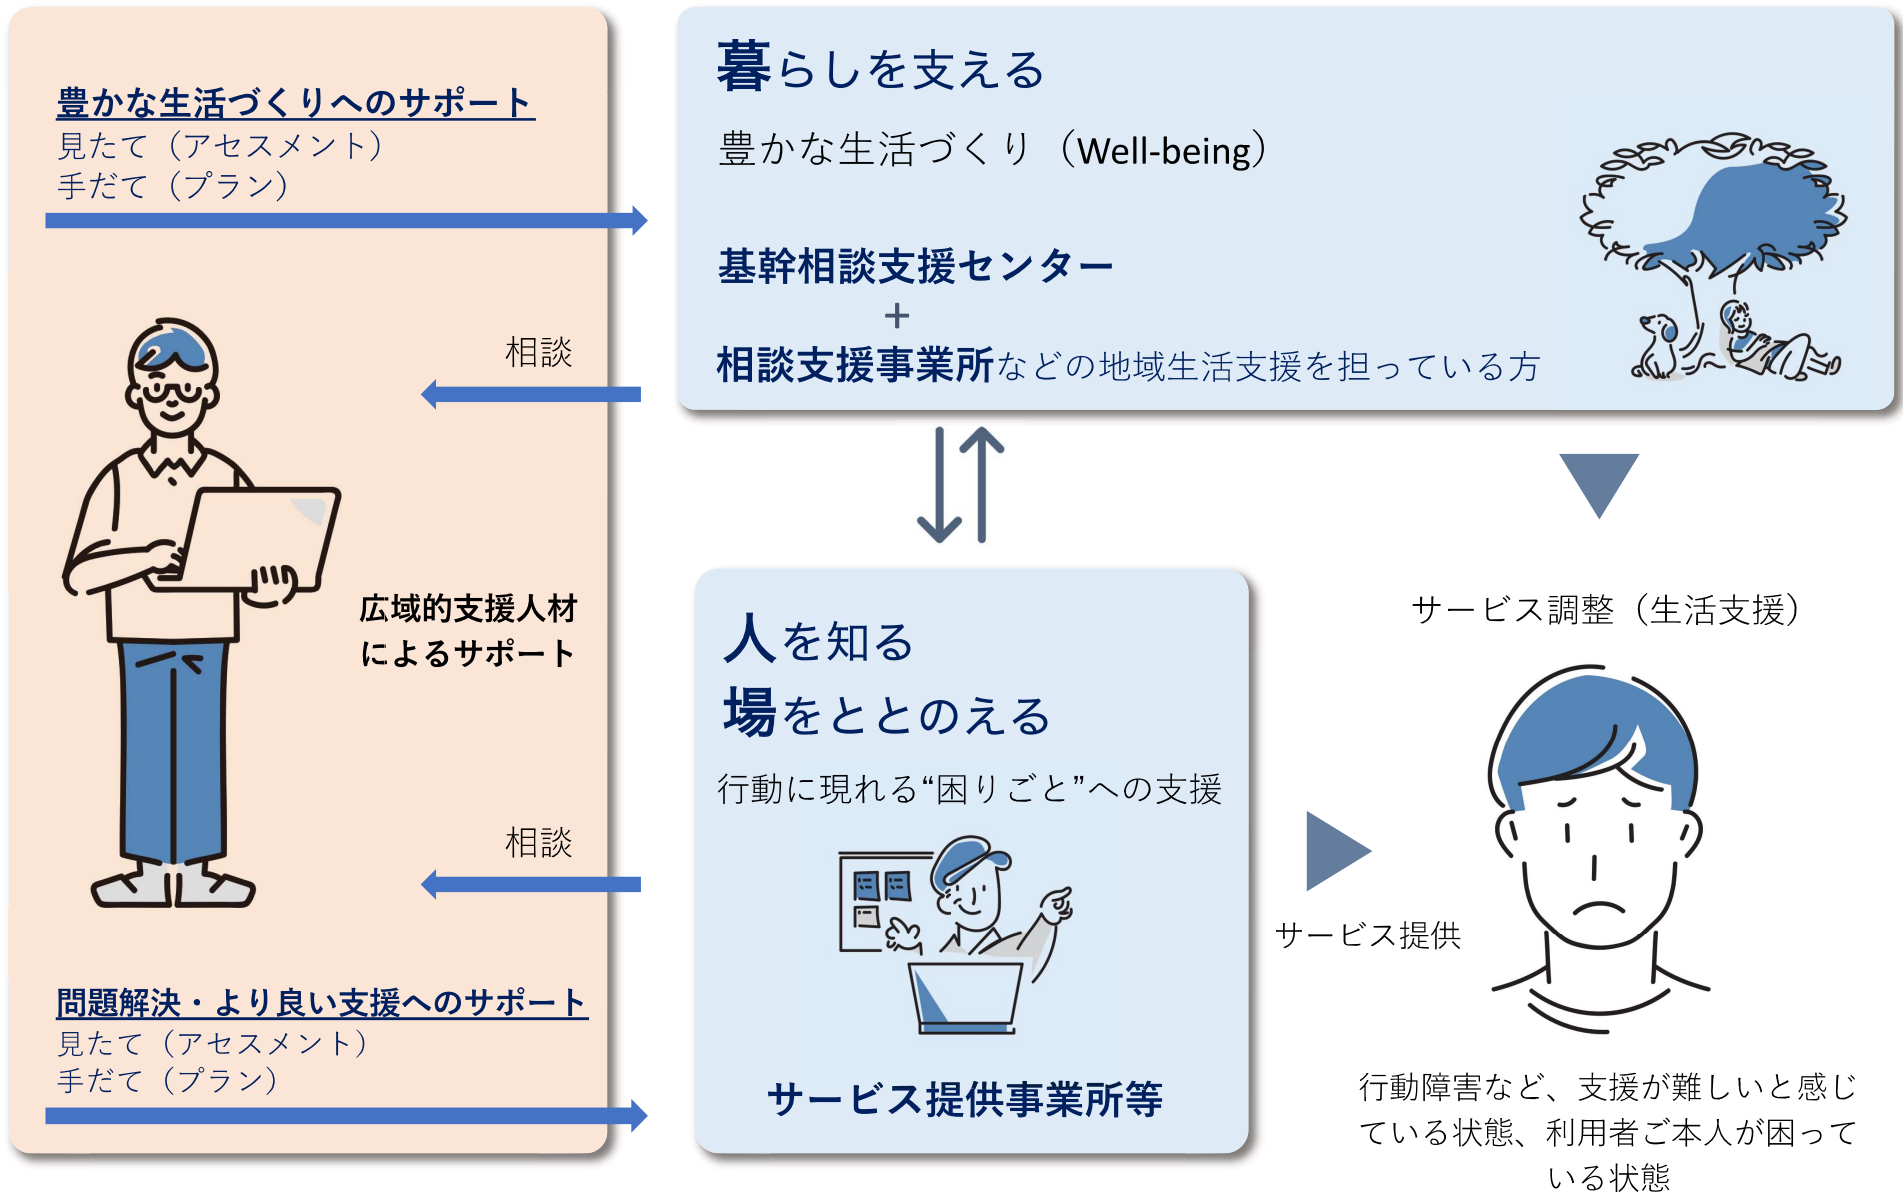 豊かな生活づくりへのサポート
見たて（アセスメント）
手だて（プラン）
相談
広域的支援人材
によるサポート
相談
問題解決・より良い支援へのサポート
見たて（アセスメント）
手だて（プラン）
暮らしを支える
豊かな生活づくり（Well-being）
基幹相談支援センター
+
相談支援事業所などの地域生活支援を担っている方
人を知る
場をととのえる
行動に現れる“困りごと”への支援
サービス提供事業所等
サービス調整（生活支援）
サービス提供
行動障害など、支援が難しいと感じ
ている状態、利用者ご本人が困って
いる状態